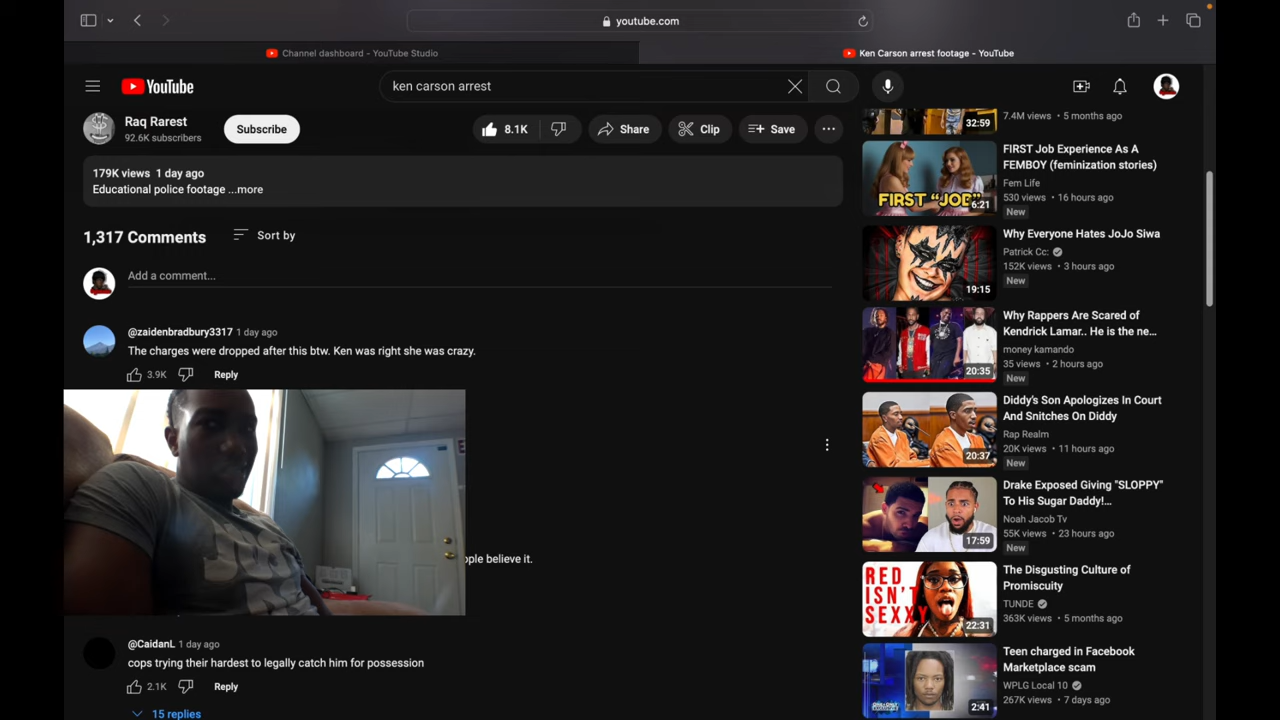 youtube.com
Channel dashboard - YouTube Studio
Ken Carson arrest footage - YouTube
YouTube
ken carson arrest
Raq Rarest
92.6K subscribers
Subscribe
8.1K
Share
Clip
Save
179K views 1 day ago
Educational police footage ...more
1,317 Comments
Sort by
Add a comment...
@zaidenbradbury3317 1 day ago
The charges were dropped after this btw. Ken was right she was crazy.
3.9K
Reply
believe it.
@CaidanL 1 day ago
cops trying their hardest to legally catch him for possession
2.1K
Reply
15 replies
32:59
7.4M views • 5 months ago
FIRST "JOB"
6:21
FIRST Job Experience As A
FEMBOY (feminization stories)
Fem Life
530 views • 16 hours ago
New
19:15
Why Everyone Hates JoJo Siwa
Patrick Cc:
152K views • 3 hours ago
New
20:35
Why Rappers Are Scared of
Kendrick Lamar.. He is the ne...
money kamando
35 views • 2 hours ago
New
20:37
Diddy's Son Apologizes In Court
And Snitches On Diddy
Rap Realm
20K views • 11 hours ago
New
17:59
Drake Exposed Giving "SLOPPY"
To His Sugar Daddy!...
Noah Jacob Tv
55K views • 23 hours ago
New
RED
ISN'T
SEXXY
22:31
The Disgusting Culture of
Promiscuity
TUNDE
363K views • 5 months ago
2:41
Teen charged in Facebook
Marketplace scam
WPLG Local 10
267K views • 7 days ago